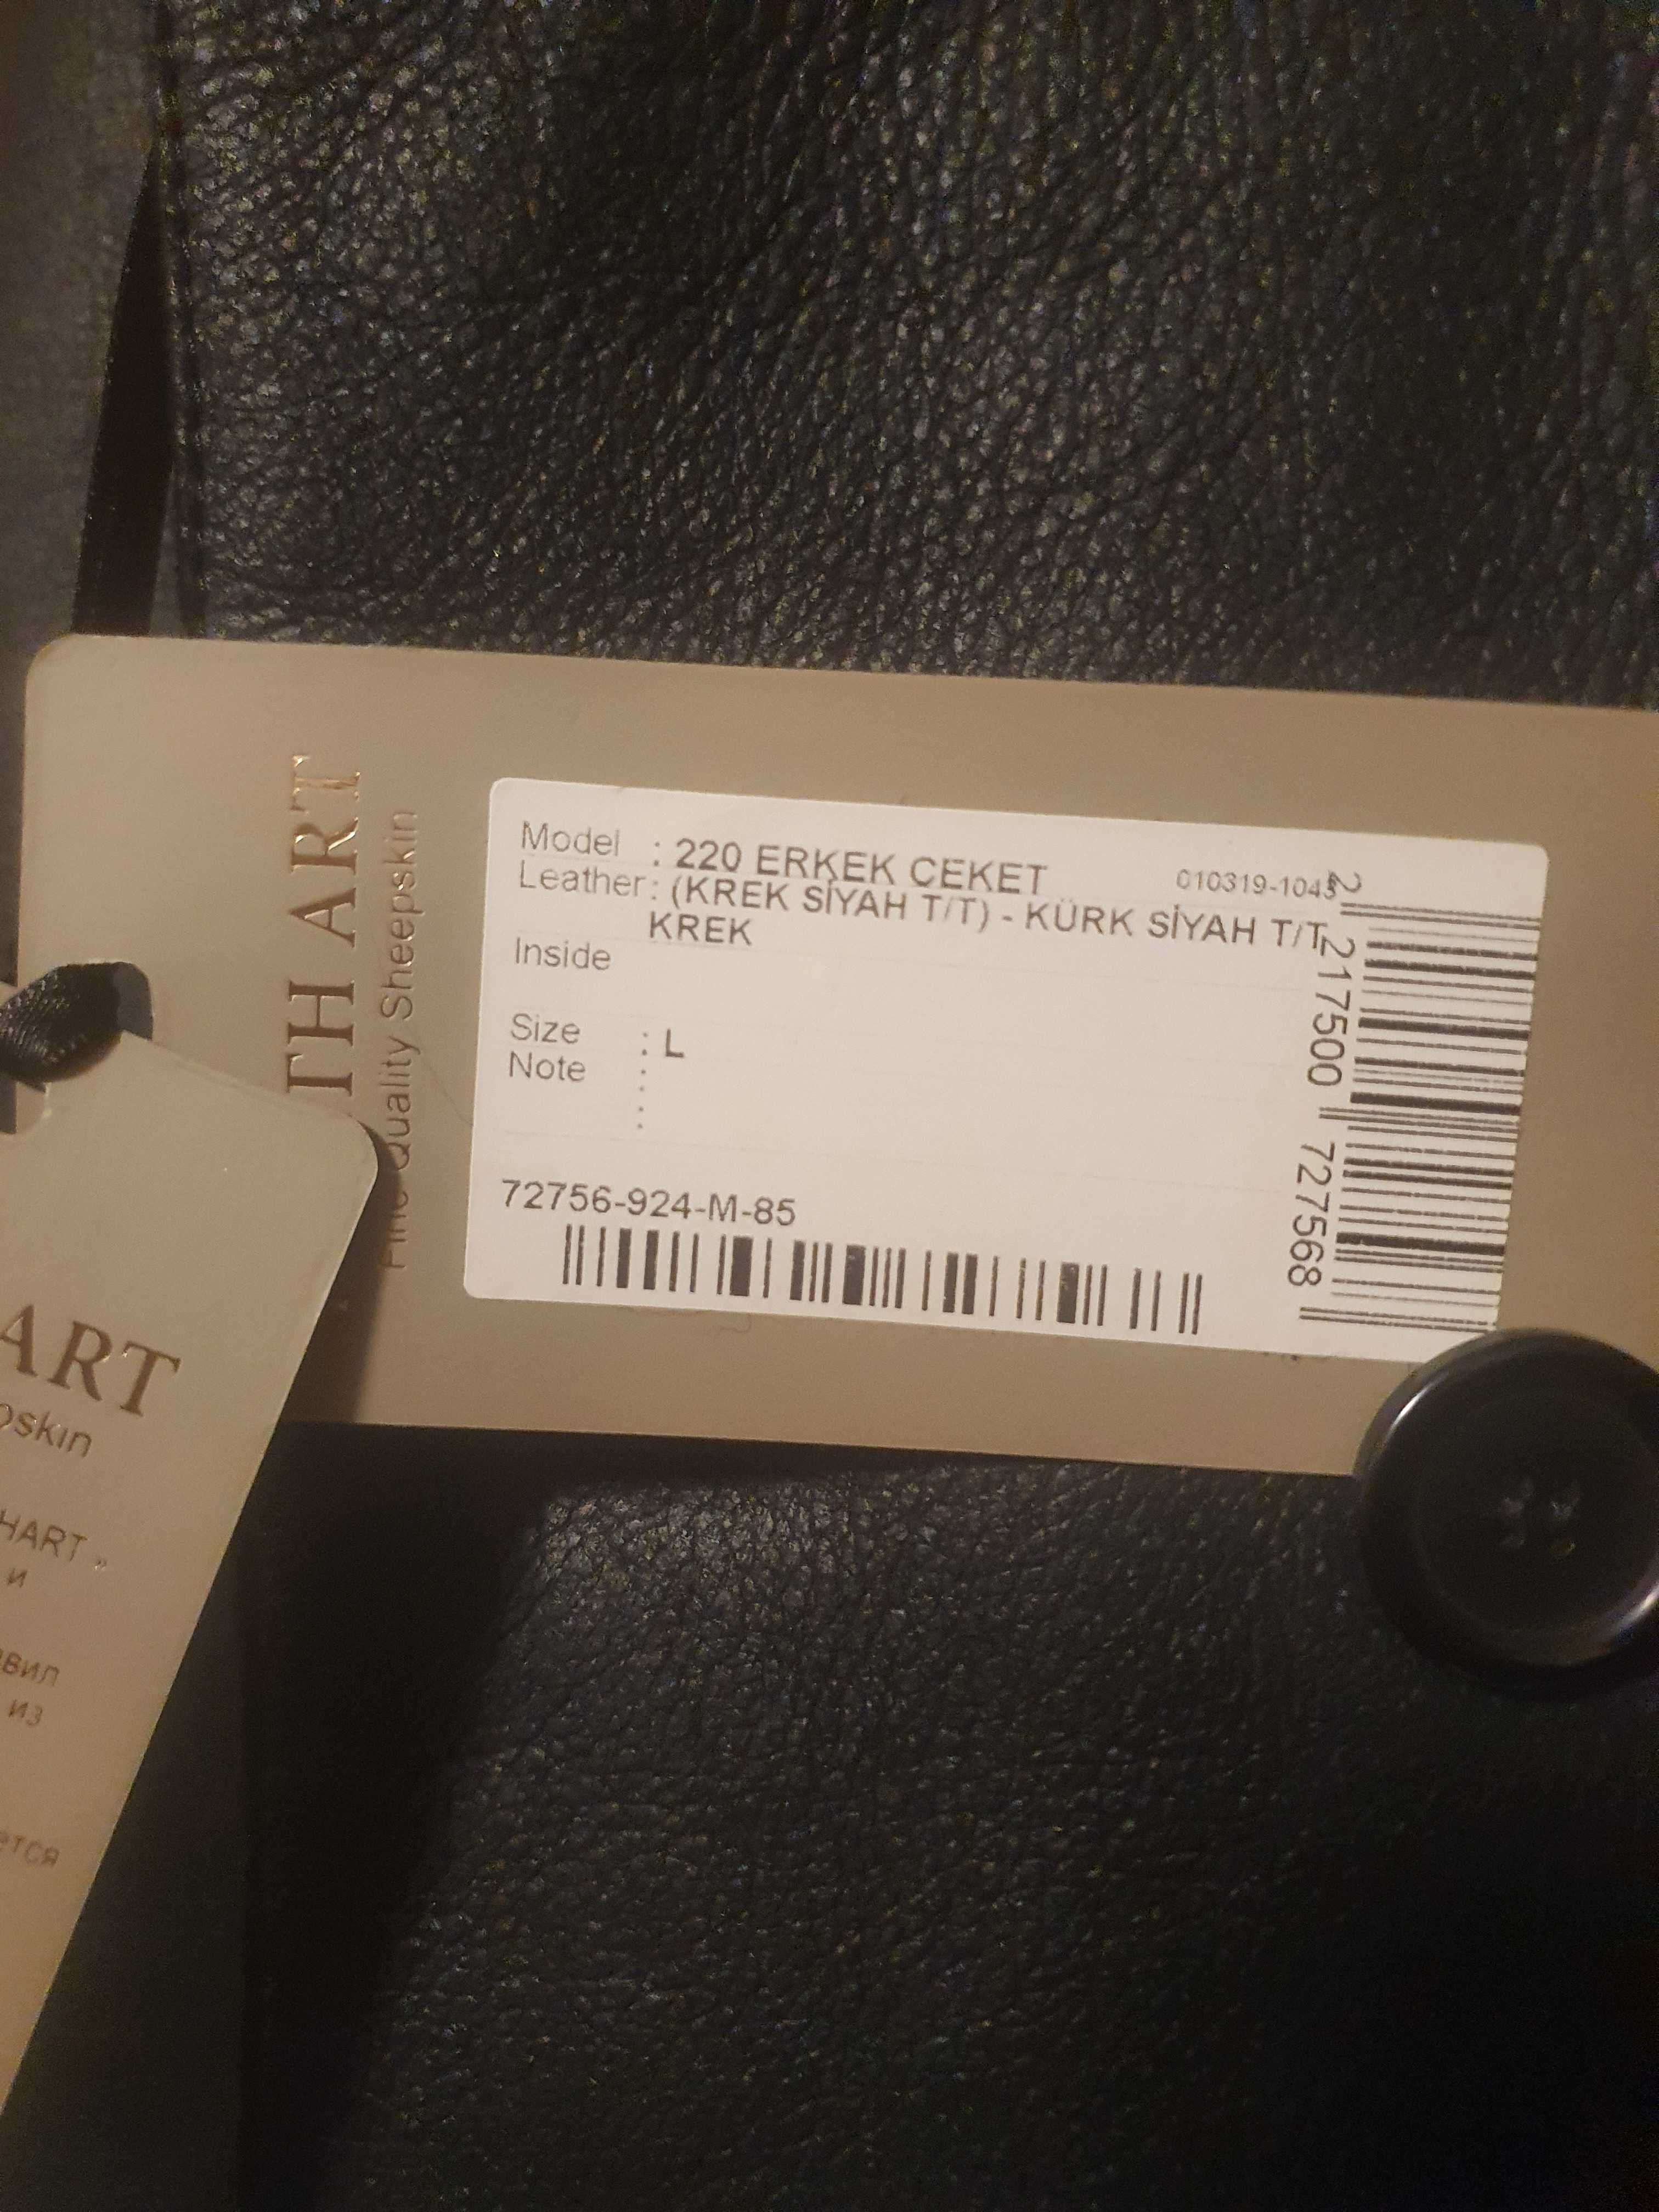 TH ART
Fine Quality Sheepskin
Model : 220 ERKEK CEKET
010319-1043
Leather : (KREK SİYAH T/T) - KÜRK SİYAH T/T
KREK
Inside
Size : L
Note :
:
72756-924-M-85
2 217500 727568
ART
pskin
HART „
и
вил
из
ется